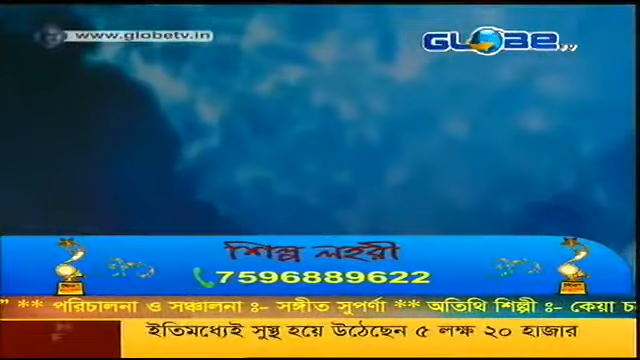 www.globetv.in
GLOBE TV
শিল্প লহরী
7596889622
” ** পরিচালনা ও সঞ্চালনা ঃ- সঙ্গীত সুপর্ণা ** অতিথি শিল্পী ঃ- কেয়া চ
ইতিমধ্যেই সুস্থ হয়ে উঠেছেন ৫ লক্ষ ২০ হাজার